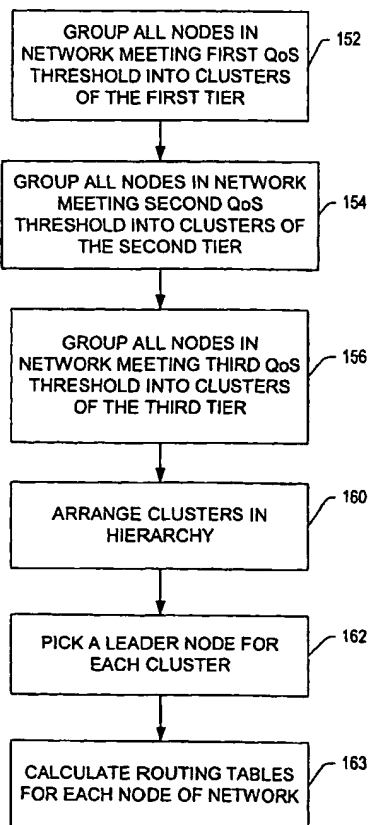 GROUP ALL NODES IN
NETWORK MEETING FIRST QoS
THRESHOLD INTO CLUSTERS
OF THE FIRST TIER
152
GROUP ALL NODES IN NETWORK
MEETING SECOND QoS
THRESHOLD INTO CLUSTERS OF
THE SECOND TIER
154
GROUP ALL NODES IN
NETWORK MEETING THIRD QoS
THRESHOLD INTO CLUSTERS
OF THE THIRD TIER
156
ARRANGE CLUSTERS IN
HIERARCHY
160
PICK A LEADER NODE FOR
EACH CLUSTER
162
CALCULATE ROUTING TABLES
FOR EACH NODE OF NETWORK
163